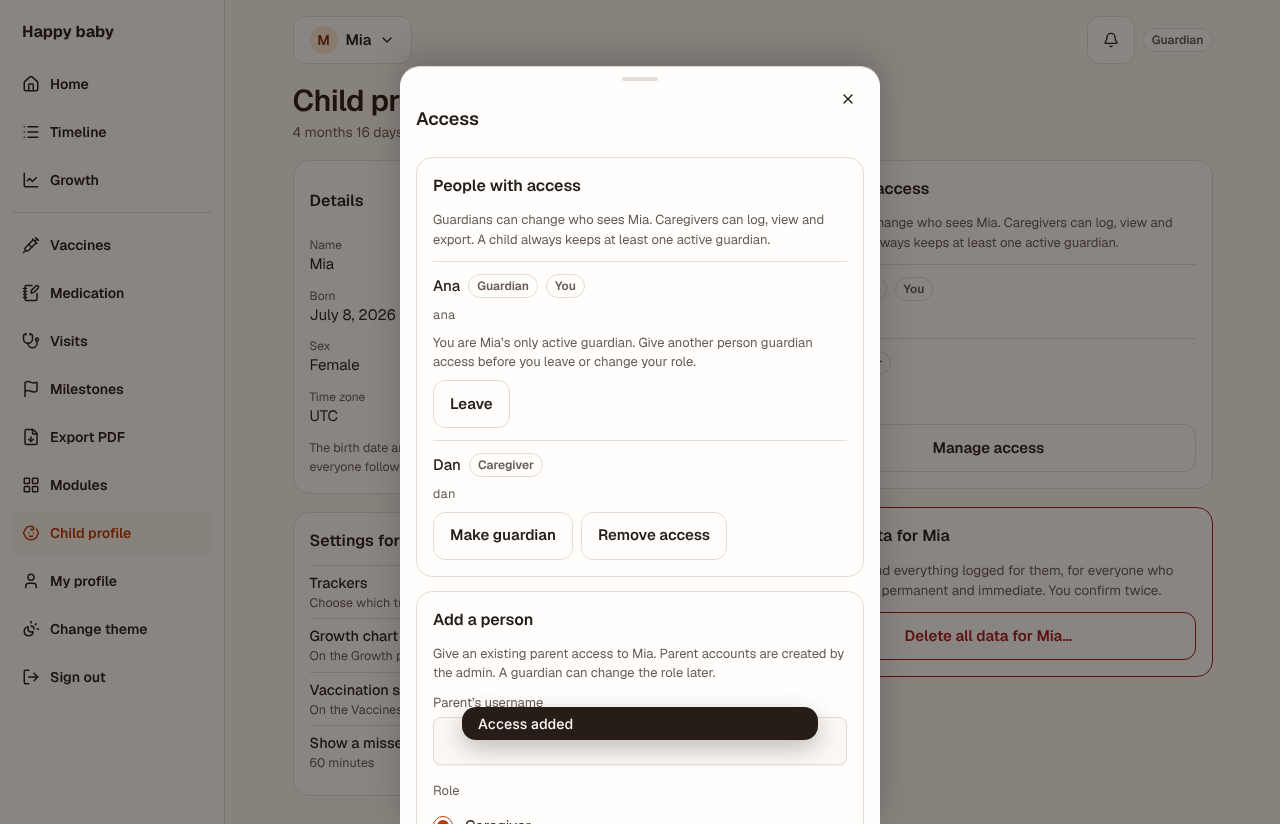 Happy baby
Home
Timeline
Growth
Vaccines
Medication
Visits
Milestones
Export PDF
Modules
Child profile
My profile
Change theme
Sign out
M Mia
Guardian
Child pr
4 months 16 days
Details
Name
Mia
Born
July 8, 2026
Sex
Female
Time zone
UTC
The birth date a
everyone follow
Settings for
Trackers
Choose which t
Growth chart
On the Growth p
Vaccination s
On the Vaccines
Show a misse
60 minutes
Access
People with access
Guardians can change who sees Mia. Caregivers can log, view and
export. A child always keeps at least one active guardian.
Ana Guardian You
ana
You are Mia's only active guardian. Give another person guardian
access before you leave or change your role.
Leave
Dan Caregiver
dan
Make guardian Remove access
Add a person
Give an existing parent access to Mia. Parent accounts are created by
the admin. A guardian can change the role later.
Parent's username
Access added
Role
Caregiver
access
hange who sees Mia. Caregivers can log, view and
ways keeps at least one active guardian.
You
Manage access
ta for Mia
d everything logged for them, for everyone who
permanent and immediate. You confirm twice.
Delete all data for Mia...